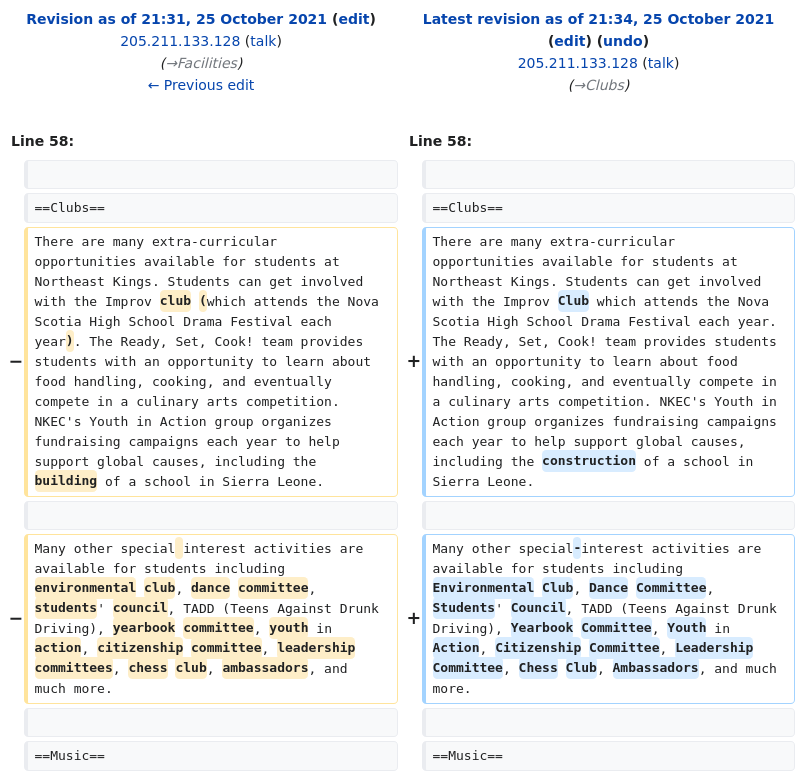 Revision as of 21:31, 25 October 2021 (edit)
205.211.133.128 (talk)
(→Facilities)
← Previous edit
Latest revision as of 21:34, 25 October 2021
(edit) (undo)
205.211.133.128 (talk)
(→Clubs)
Line 58:
==Clubs==
− There are many extra-curricular
opportunities available for students at
Northeast Kings. Students can get involved
with the Improv club (which attends the Nova
Scotia High School Drama Festival each
year). The Ready, Set, Cook! team provides
students with an opportunity to learn about
food handling, cooking, and eventually
compete in a culinary arts competition.
NKEC's Youth in Action group organizes
fundraising campaigns each year to help
support global causes, including the
building of a school in Sierra Leone.
− Many other special interest activities are
available for students including
environmental club, dance committee,
students' council, TADD (Teens Against Drunk
Driving), yearbook committee, youth in
action, citizenship committee, leadership
committees, chess club, ambassadors, and
much more.
==Music==
Line 58:
==Clubs==
+ There are many extra-curricular
opportunities available for students at
Northeast Kings. Students can get involved
with the Improv Club which attends the Nova
Scotia High School Drama Festival each year.
The Ready, Set, Cook! team provides students
with an opportunity to learn about food
handling, cooking, and eventually compete in
a culinary arts competition. NKEC's Youth in
Action group organizes fundraising campaigns
each year to help support global causes,
including the construction of a school in
Sierra Leone.
+ Many other special-interest activities are
available for students including
Environmental Club, Dance Committee,
Students' Council, TADD (Teens Against Drunk
Driving), Yearbook Committee, Youth in
Action, Citizenship Committee, Leadership
Committee, Chess Club, Ambassadors, and much
more.
==Music==